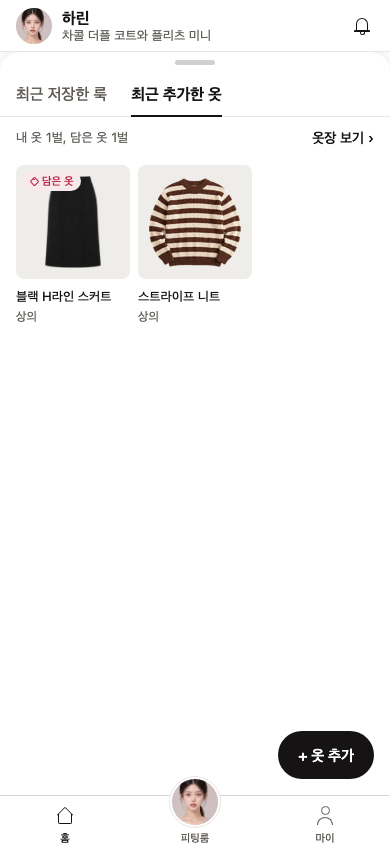 하린
차콜 더플 코트와 플리츠 미니
최근 저장한 룩
최근 추가한 옷
내 옷 1벌, 담은 옷 1벌
옷장 보기 ›
담은 옷
블랙 H라인 스커트
상의
스트라이프 니트
상의
+ 옷 추가
홈
피팅룸
마이